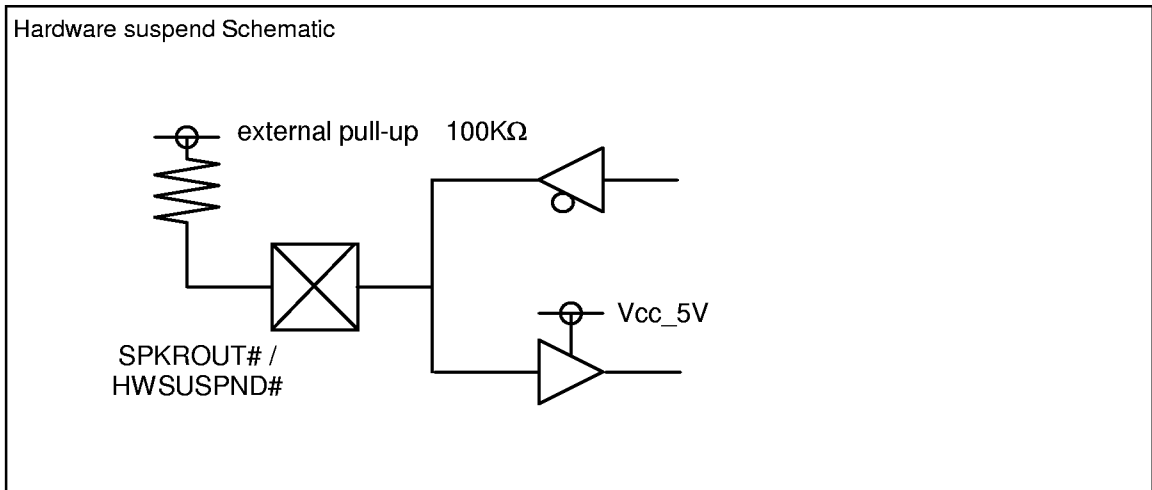 Hardware suspend Schematic
external pull-up 100KΩ
Vcc_5V
SPKROUT# /
HWSUSPND#